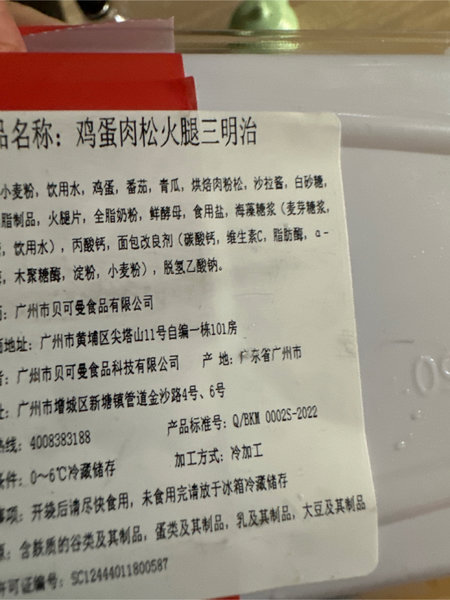 品名称：鸡蛋肉松火腿三明治
小麦粉，饮用水，鸡蛋，番茄，青瓜，烘焙肉粉松，沙拉酱，白砂糖，
脂制品，火腿片，全脂奶粉，鲜酵母，食用盐，海藻糖浆（麦芽糖浆，
，饮用水），丙酸钙，面包改良剂（碳酸钙，维生素C，脂肪酶，α-
，木聚糖酶，淀粉，小麦粉），脱氢乙酸钠。
：广州市贝可曼食品有限公司
地址：广州市黄埔区尖塔山11号自编一栋101房
：广州市贝可曼食品科技有限公司 产 地：广东省广州市
址：广州市增城区新塘镇管道金沙路4号、6号
热线：4008383188 产品标准号：Q/BKM 0002S-2022
条件：0～6℃冷藏储存 加工方式：冷加工
事项：开袋后请尽快食用，未食用完请放于冰箱冷藏储存
：含麸质的谷类及其制品，蛋类及其制品，乳及其制品，大豆及其制品
许可证编号：SC12444011800587